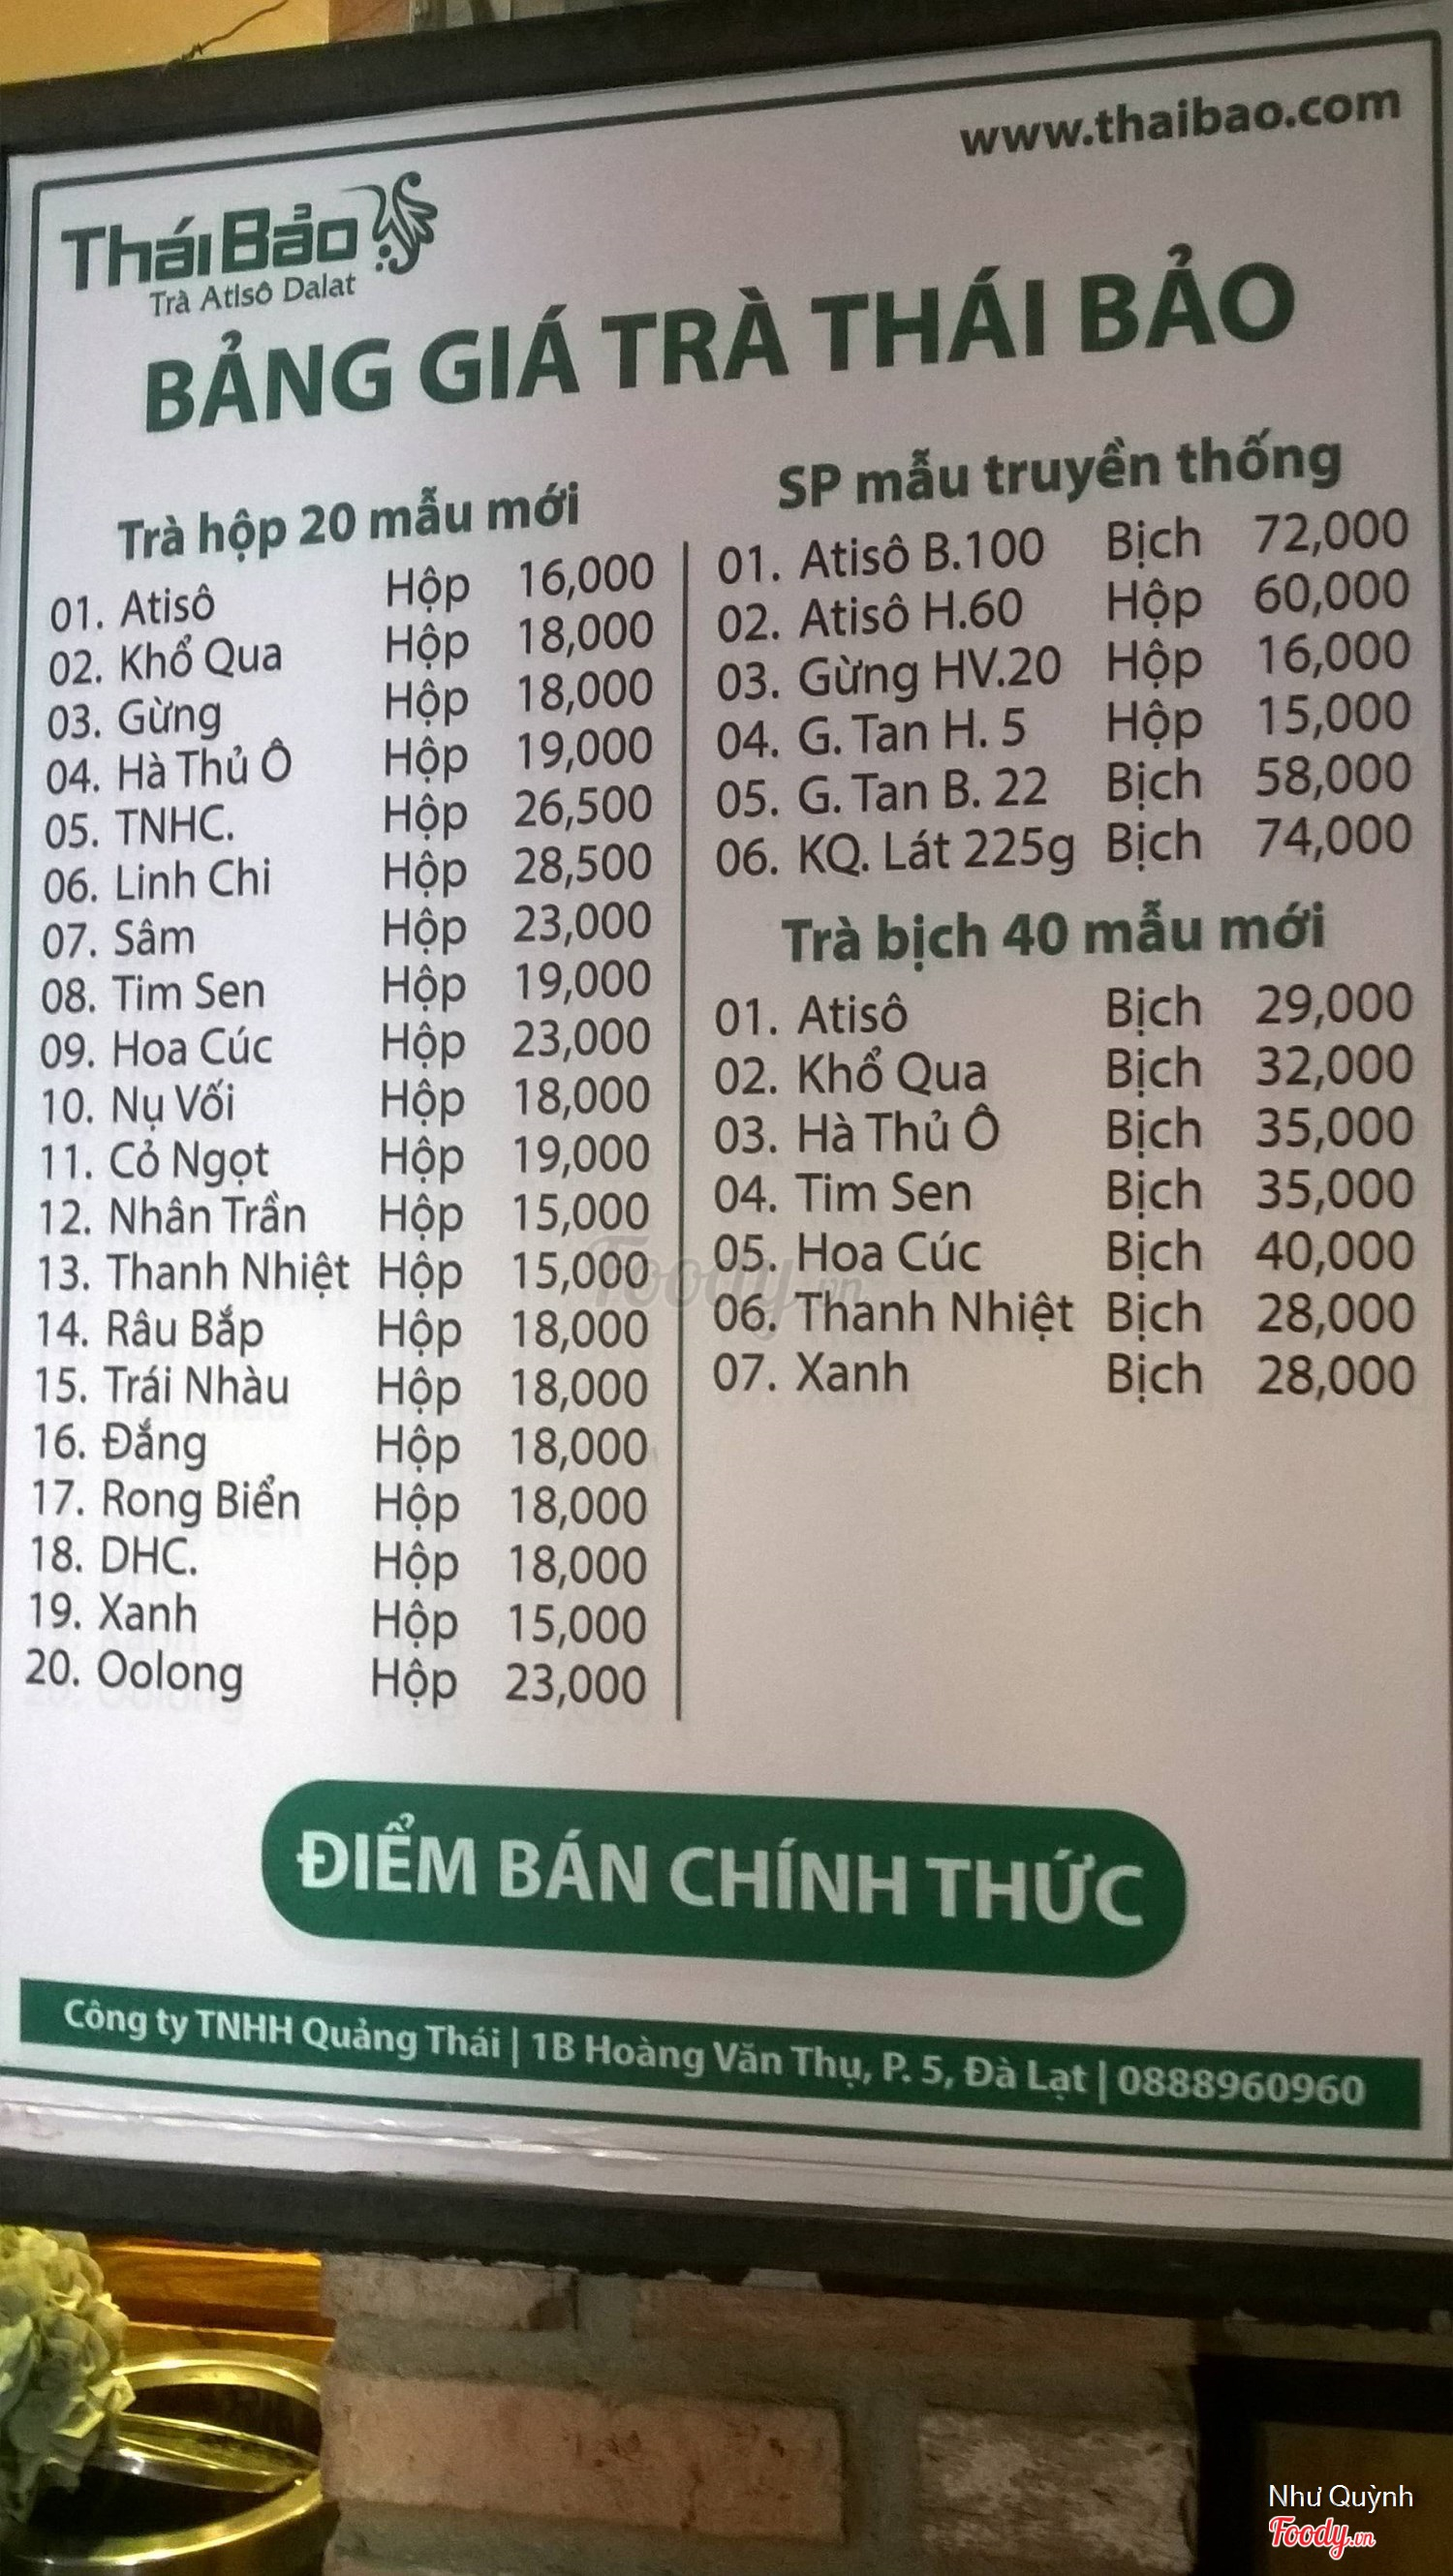 www.thaibao.com
Thái Bảo
Trà Atisô Dalat
BẢNG GIÁ TRÀ THÁI BẢO
Trà hộp 20 mẫu mới
01. Atisô Hộp 16,000
02. Khổ Qua Hộp 18,000
03. Gừng Hộp 18,000
04. Hà Thủ Ô Hộp 19,000
05. TNHC. Hộp 26,500
06. Linh Chi Hộp 28,500
07. Sâm Hộp 23,000
08. Tim Sen Hộp 19,000
09. Hoa Cúc Hộp 23,000
10. Nụ Vối Hộp 18,000
11. Cỏ Ngọt Hộp 19,000
12. Nhân Trần Hộp 15,000
13. Thanh Nhiệt Hộp 15,000
14. Râu Bắp Hộp 18,000
15. Trái Nhàu Hộp 18,000
16. Đắng Hộp 18,000
17. Rong Biển Hộp 18,000
18. DHC. Hộp 18,000
19. Xanh Hộp 15,000
20. Oolong Hộp 23,000
SP mẫu truyền thống
01. Atisô B.100 Bịch 72,000
02. Atisô H.60 Hộp 60,000
03. Gừng HV.20 Hộp 16,000
04. G. Tan H. 5 Hộp 15,000
05. G. Tan B. 22 Bịch 58,000
06. KQ. Lát 225g Bịch 74,000
Trà bịch 40 mẫu mới
01. Atisô Bịch 29,000
02. Khổ Qua Bịch 32,000
03. Hà Thủ Ô Bịch 35,000
04. Tim Sen Bịch 35,000
05. Hoa Cúc Bịch 40,000
06. Thanh Nhiệt Bịch 28,000
07. Xanh Bịch 28,000
Foody.vn
ĐIỂM BÁN CHÍNH THỨC
Công ty TNHH Quảng Thái | 1B Hoàng Văn Thụ, P. 5, Đà Lạt | 0888960960
Như Quỳnh
Foody.vn